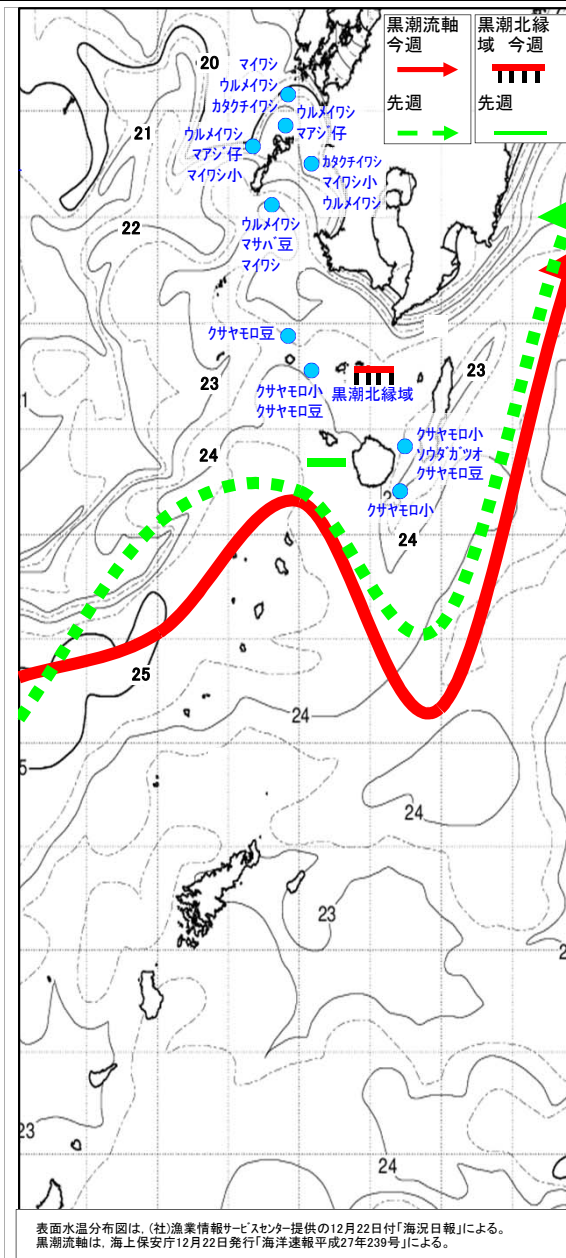 黒潮流軸
今週
先週
黒潮北縁
域 今週
先週
20
マイワシ
ウルメイワシ
カタクチイワシ
ウルメイワシ
マアジ仔
21
ウルメイワシ
マアジ仔
マイワシ小
カタクチイワシ
マイワシ小
ウルメイワシ
22
ウルメイワシ
マサバ豆
マイワシ
クサヤモロ豆
23
クサヤモロ小
クサヤモロ豆
黒潮北縁域
23
24
クサヤモロ小
ソウダガツオ
クサヤモロ豆
クサヤモロ小
24
25
24
24
23
23
24
表面水温分布図は，(社)漁業情報サービスセンター提供の12月22日付「海況日報」による。
黒潮流軸は，海上保安庁12月22日発行「海洋速報平成27年239号」による。